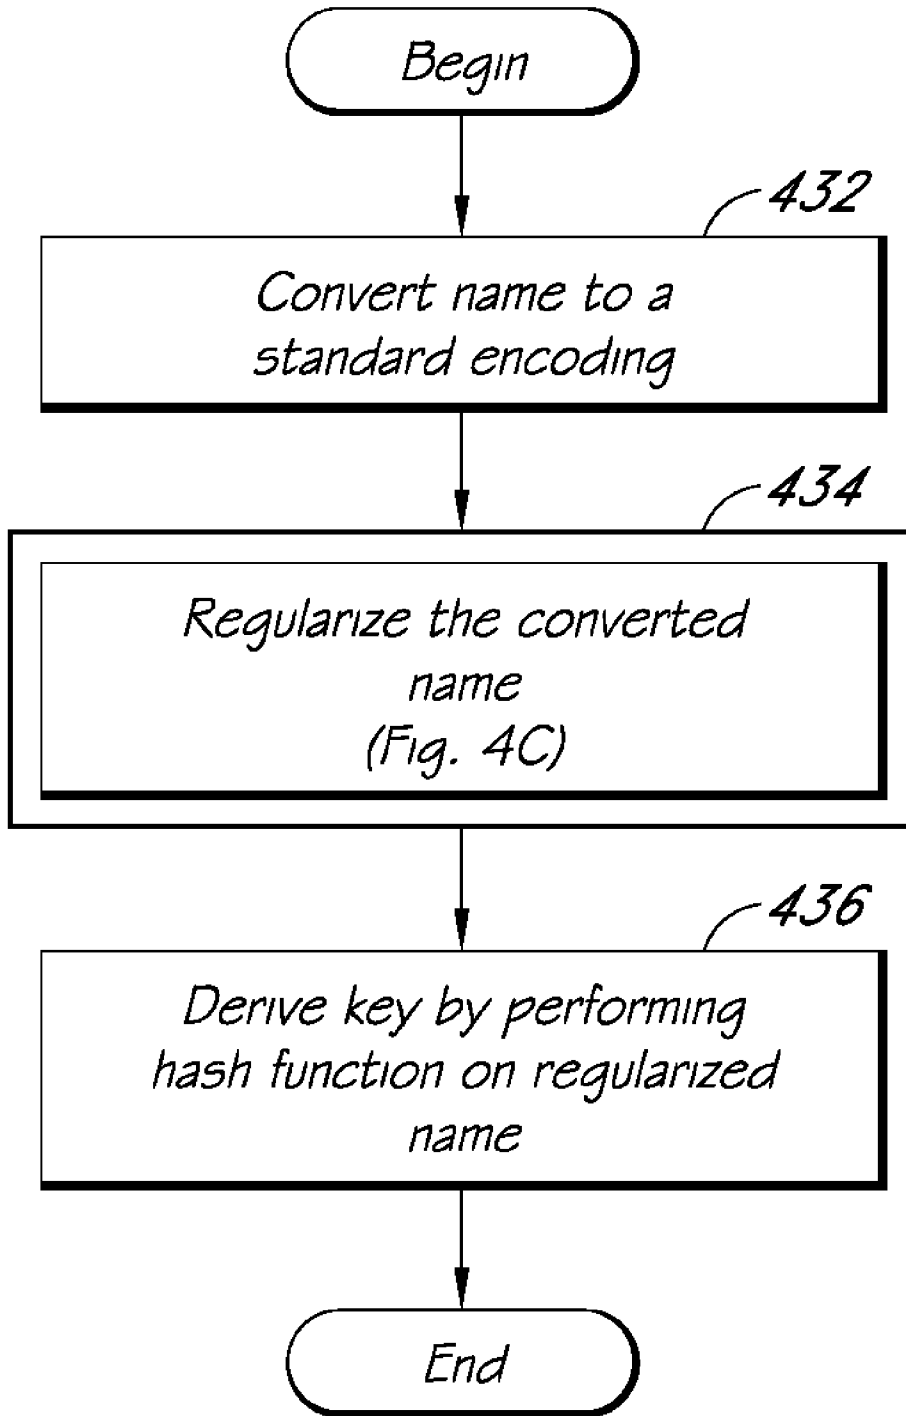 Begin
432
Convert name to a
standard encoding
434
Regularize the converted
name
(Fig. 4C)
436
Derive key by performing
hash function on regularized
name
End